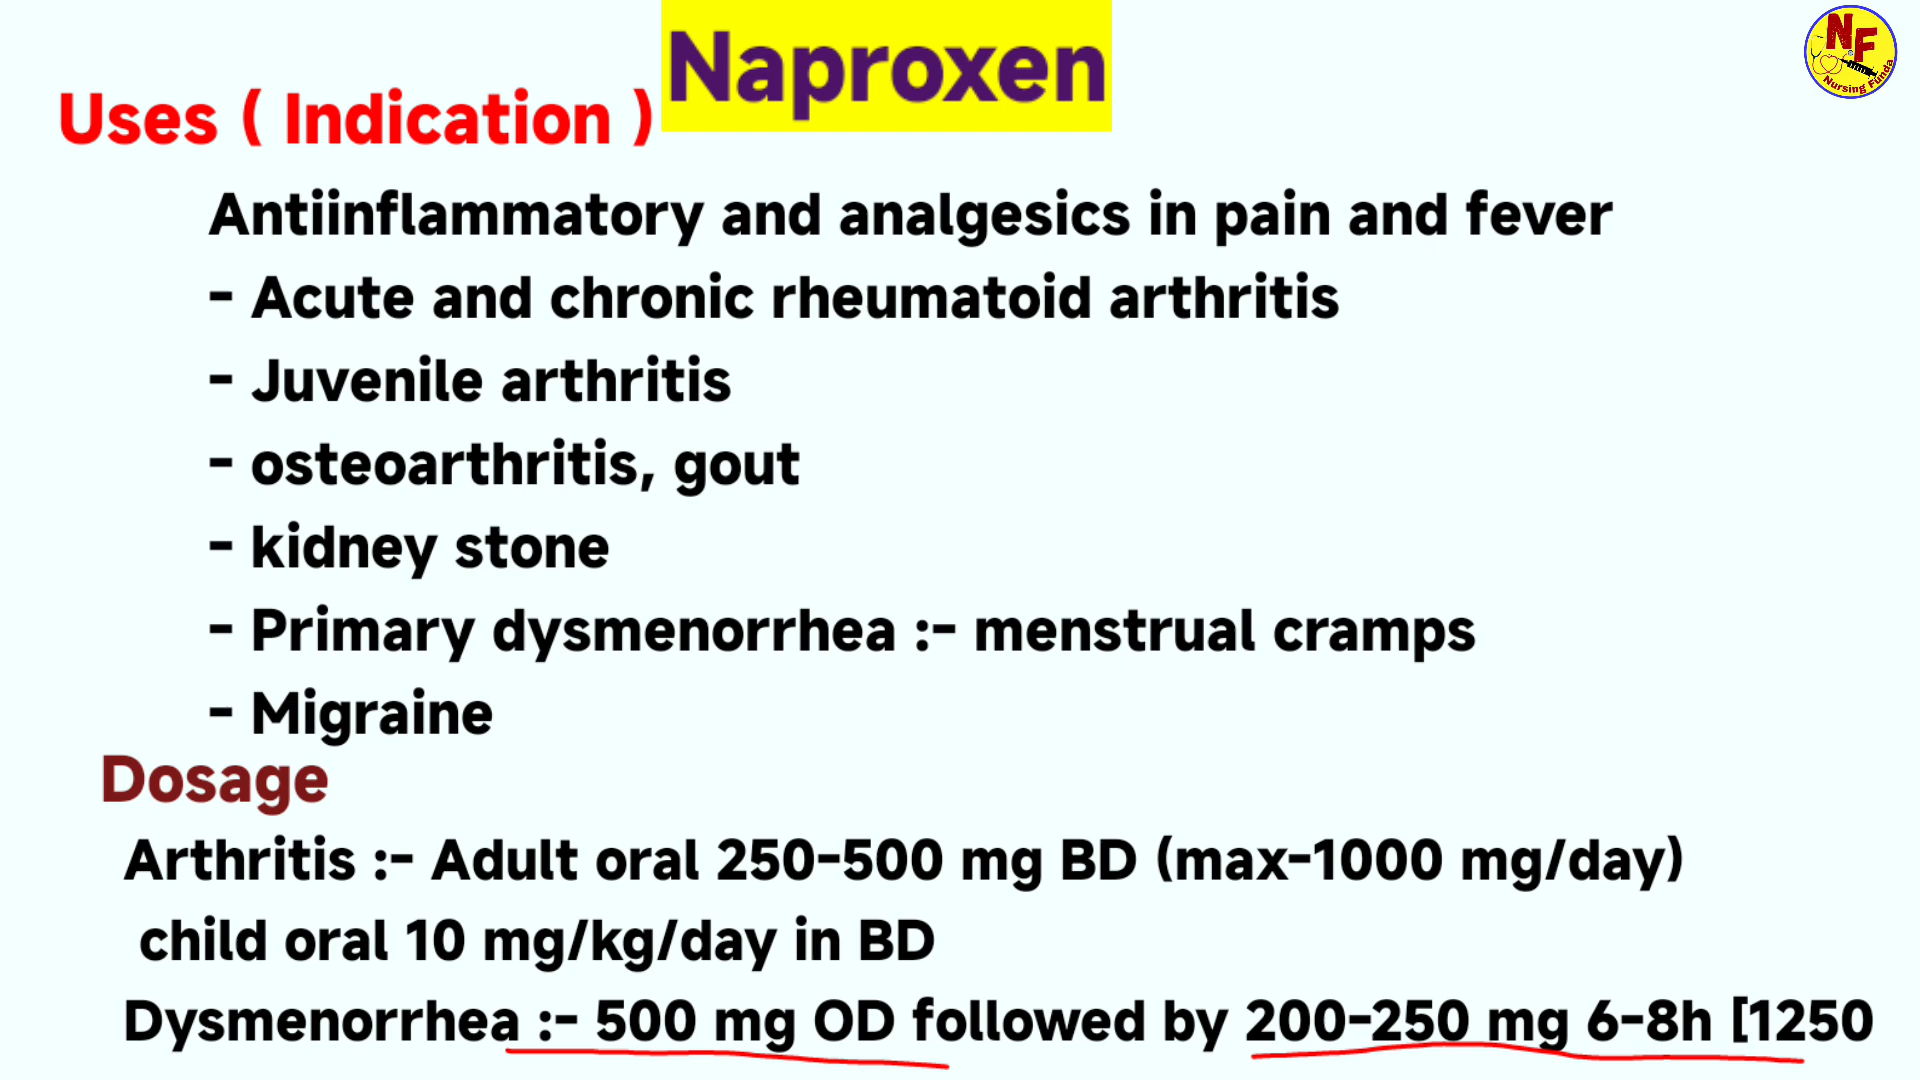 Naproxen
Uses ( Indication )
Antiinflammatory and analgesics in pain and fever
- Acute and chronic rheumatoid arthritis
- Juvenile arthritis
- osteoarthritis, gout
- kidney stone
- Primary dysmenorrhea :- menstrual cramps
- Migraine
Dosage
Arthritis :- Adult oral 250-500 mg BD (max-1000 mg/day)
child oral 10 mg/kg/day in BD
Dysmenorrhea :- 500 mg OD followed by 200-250 mg 6-8h [1250
NF
Nursing Funda